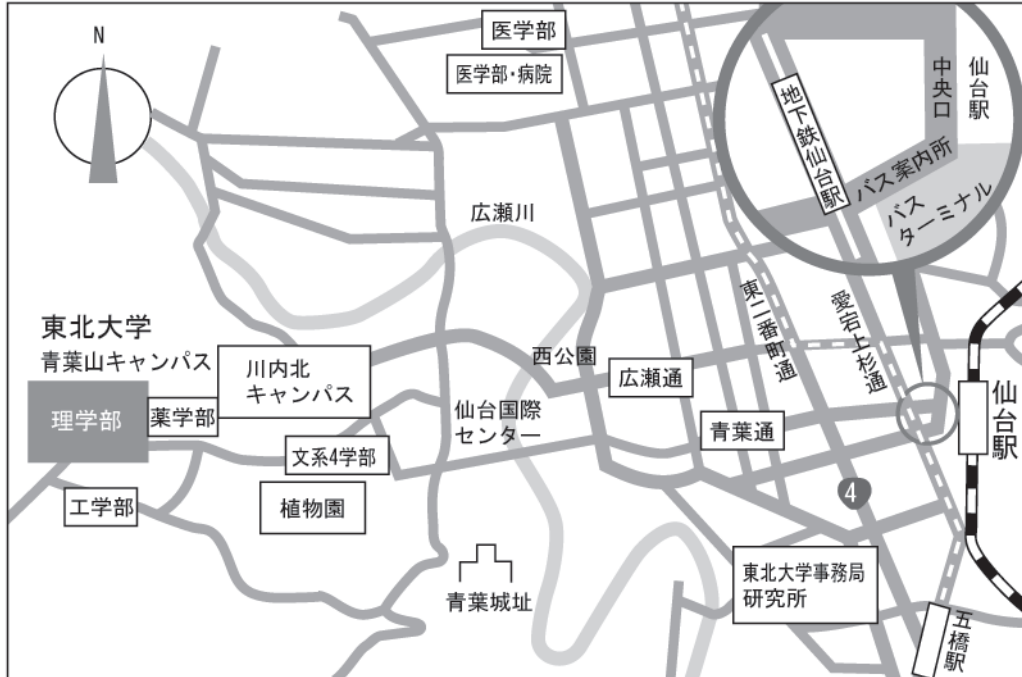 N
医学部
医学部・病院
地下鉄仙台駅
中央口
仙台駅
バス案内所
バス
ターミナル
広瀬川
東北大学
青葉山キャンパス
理学部
薬学部
川内北
キャンパス
西公園
広瀬通
東二番町通
愛宕上杉通
仙台駅
仙台国際
センター
青葉通
文系4学部
工学部
植物園
4
青葉城址
東北大学事務局
研究所
五橋駅